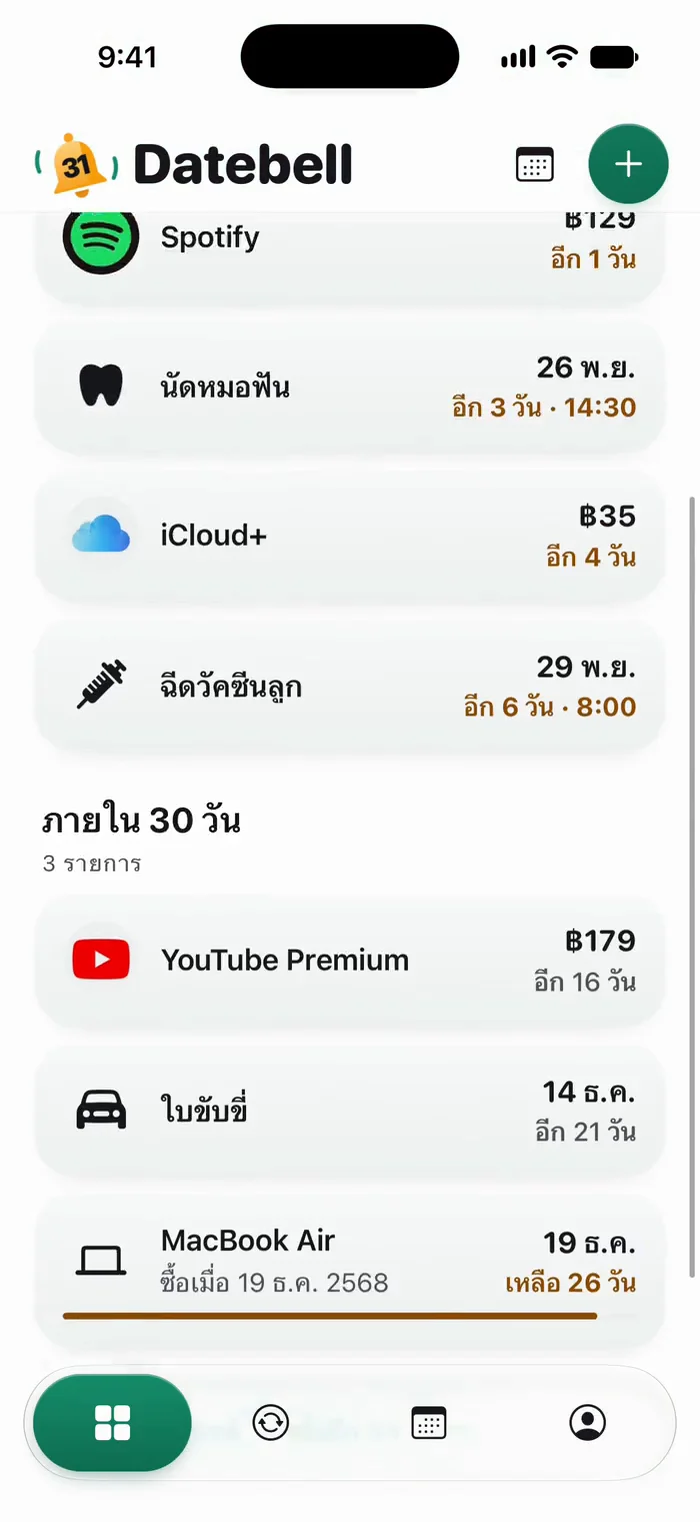 9:41
31
Datebell
Spotify
฿129
อีก 1 วัน
นัดหมอฟัน
26 พ.ย.
อีก 3 วัน · 14:30
iCloud+
฿35
อีก 4 วัน
ฉีดวัคซีนลูก
29 พ.ย.
อีก 6 วัน · 8:00
ภายใน 30 วัน
3 รายการ
YouTube Premium
฿179
อีก 16 วัน
ใบขับขี่
14 ธ.ค.
อีก 21 วัน
MacBook Air
19 ธ.ค.
ซื้อเมื่อ 19 ธ.ค. 2568
เหลือ 26 วัน